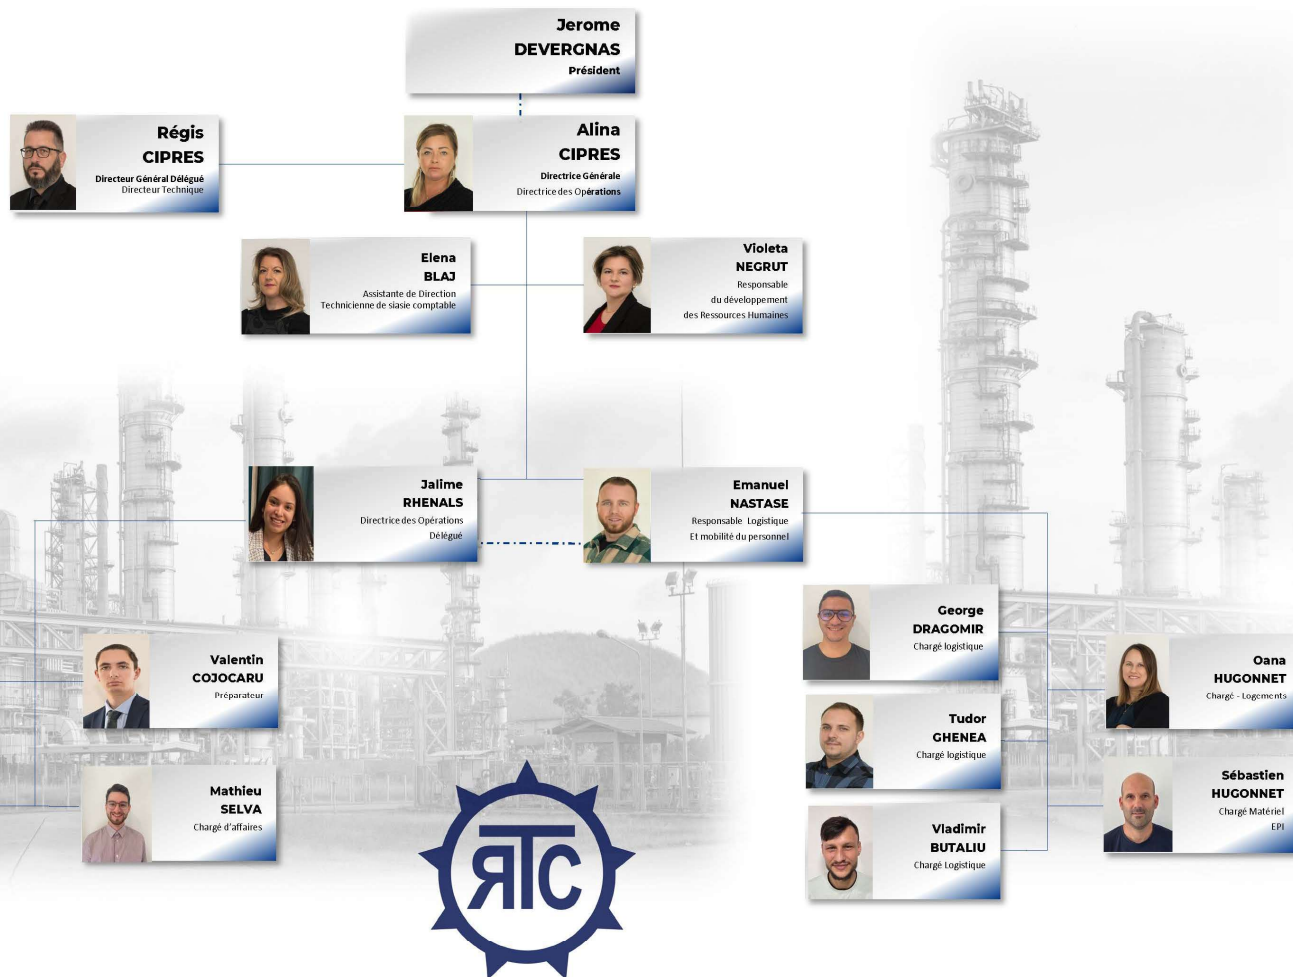 Jerome
DEVERGNAS
Président
Régis
CIPRES
Directeur Général Délégué
Directeur Technique
Alina
CIPRES
Directrice Générale
Directrice des Opérations
Elena
BLAJ
Assistante de Direction
Technicienne de siasie comptable
Violeta
NEGRUT
Responsable
du développement
des Ressources Humaines
Jalime
RHENALS
Directrice des Opérations
Délégué
Emanuel
NASTASE
Responsable Logistique
Et mobilité du personnel
Valentin
COJOCARU
Préparateur
Mathieu
SELVA
Chargé d'affaires
George
DRAGOMIR
Chargé logistique
Tudor
GHENEA
Chargé logistique
Vladimir
BUTALIU
Chargé Logistique
Oana
HUGONNET
Chargé - Logements
Sébastien
HUGONNET
Chargé Matériel
EPI
RTC